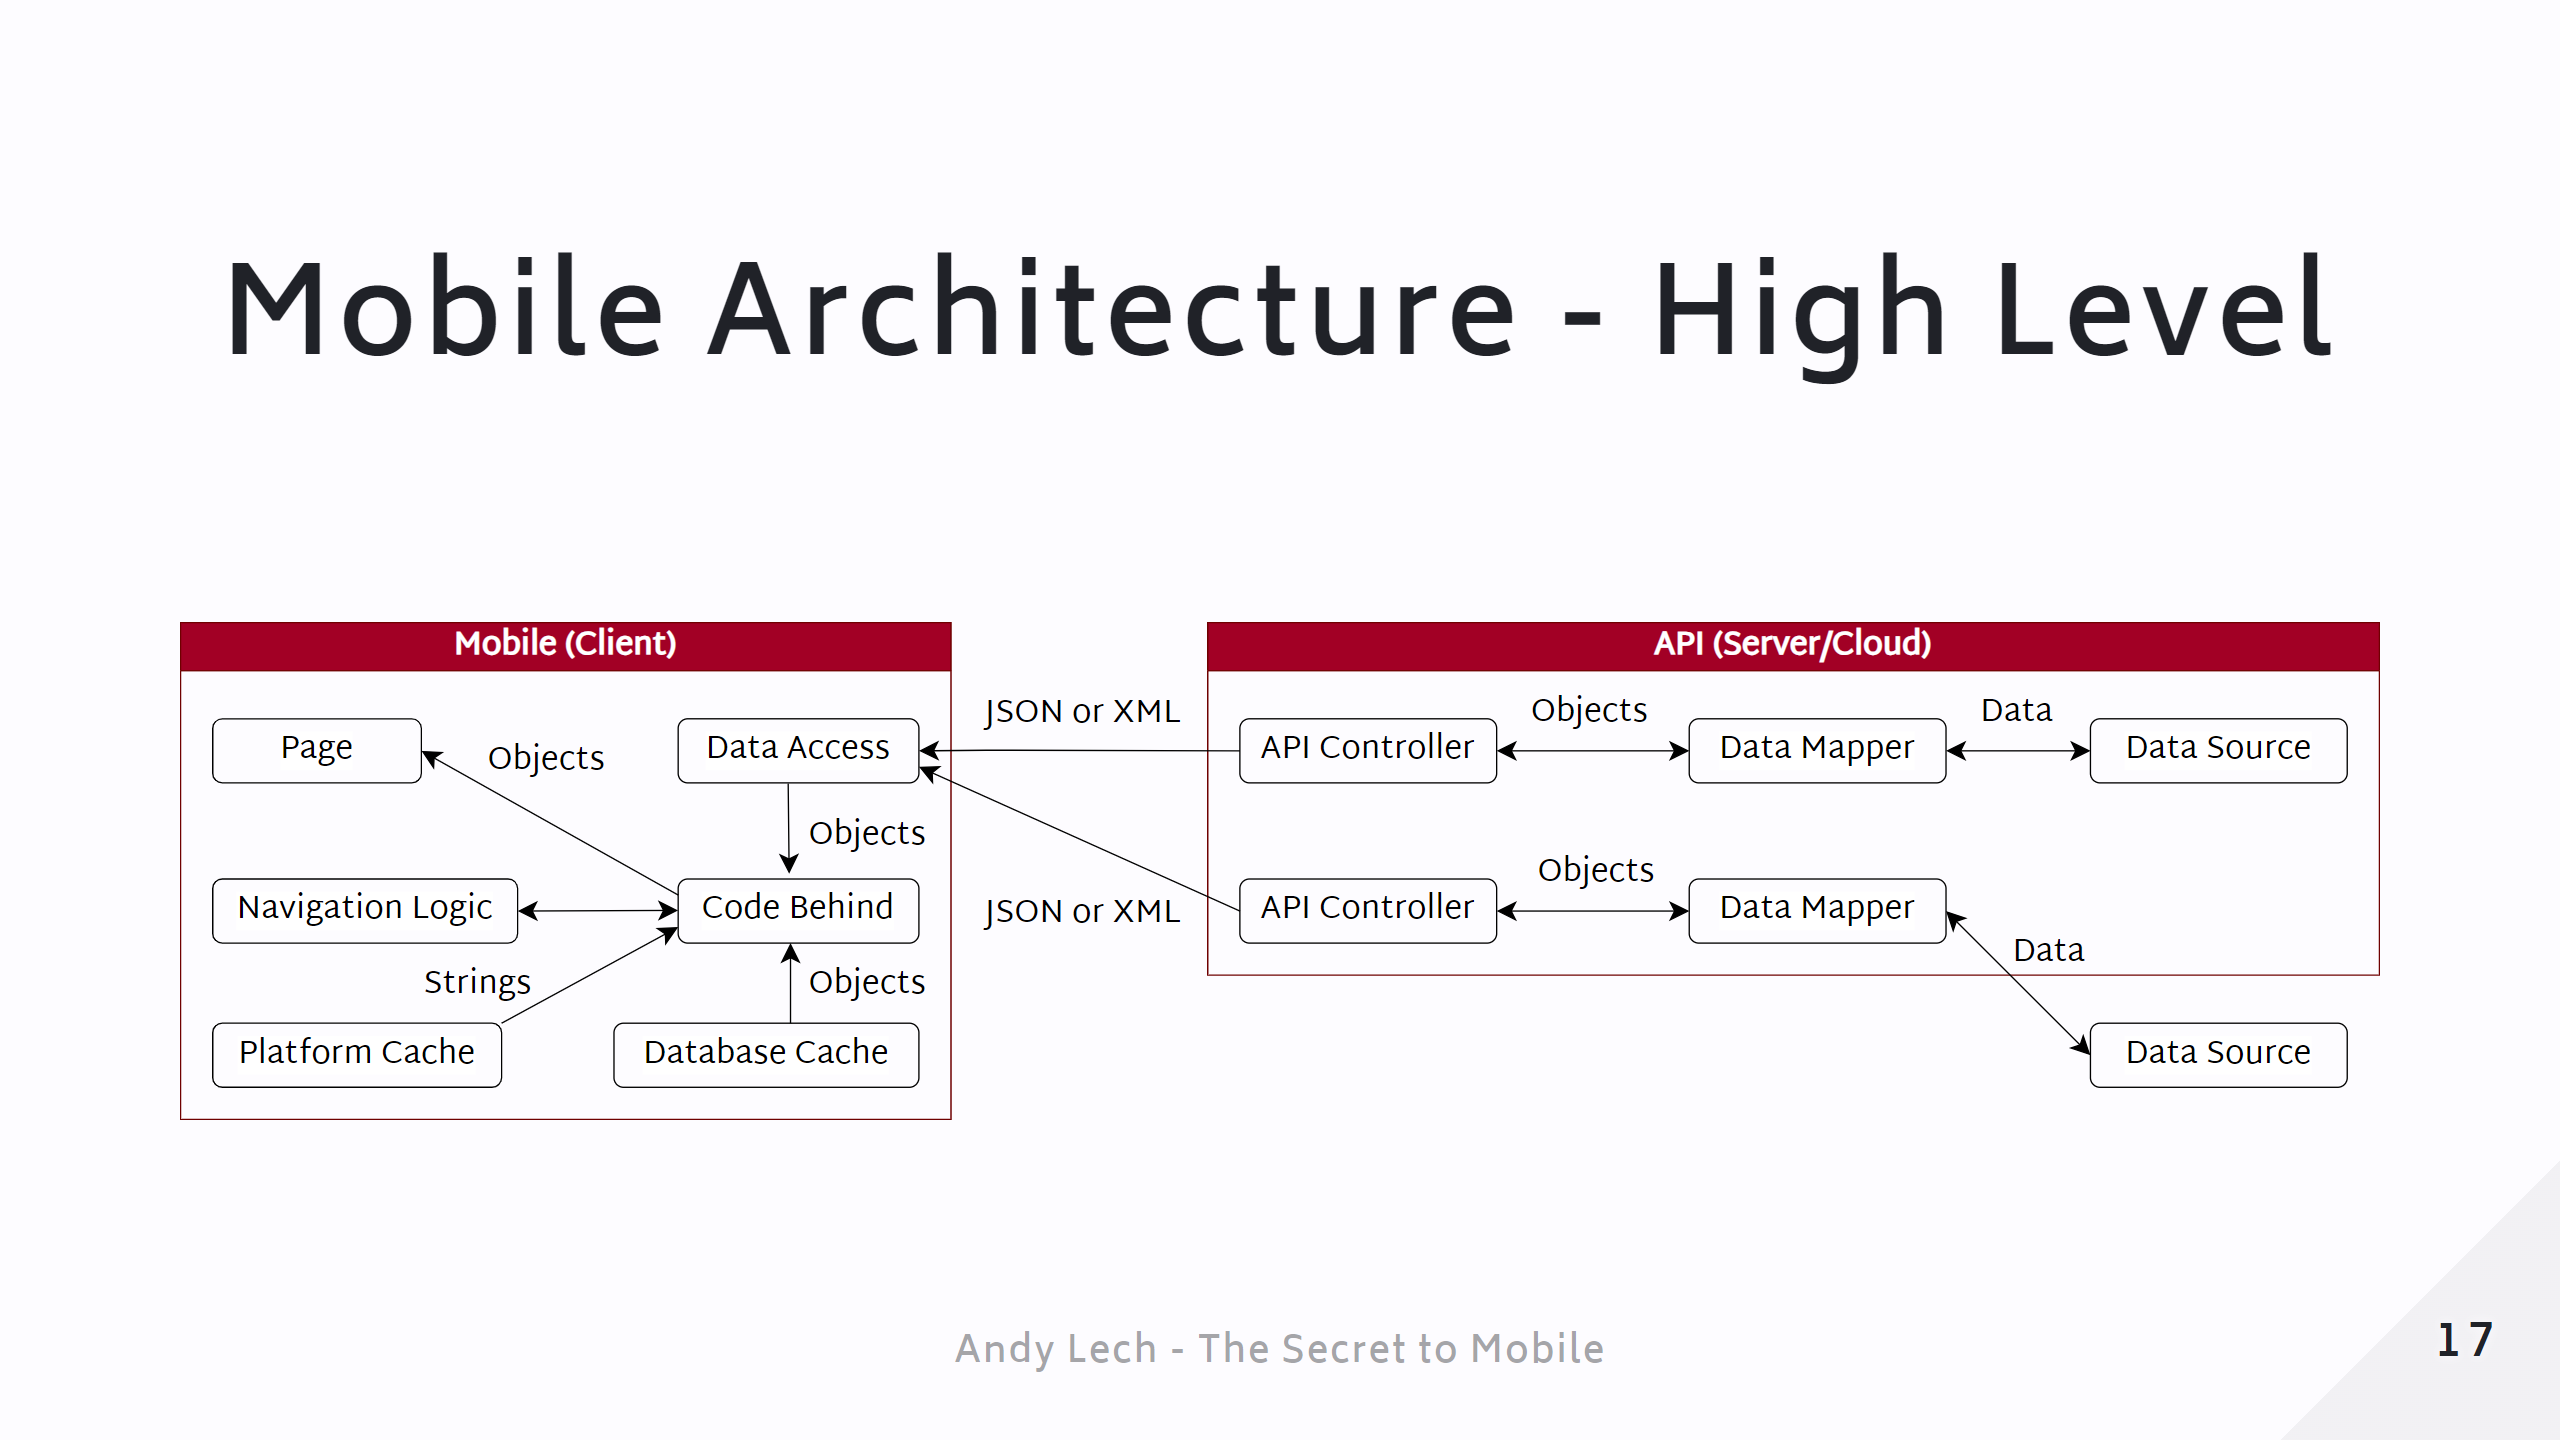 Mobile Architecture - High Level
Mobile (Client)
Page
Objects
Data Access
Objects
Navigation Logic
Code Behind
Strings
Objects
Platform Cache
Database Cache
JSON or XML
JSON or XML
API (Server/Cloud)
API Controller
Objects
Data Mapper
Data
Data Source
API Controller
Objects
Data Mapper
Data
Data Source
Andy Lech - The Secret to Mobile
17